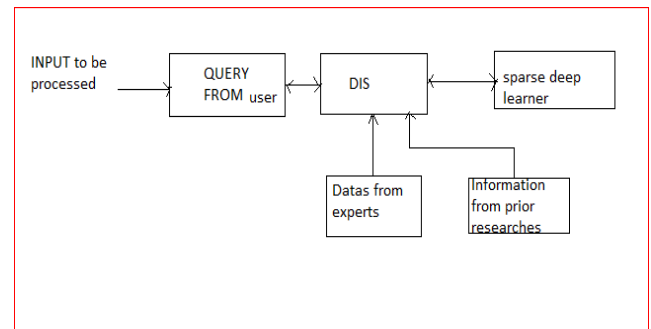 INPUT to be
processed
QUERY
FROM user
DIS
sparse deep
learner
Datas from
experts
Information
from prior
researches